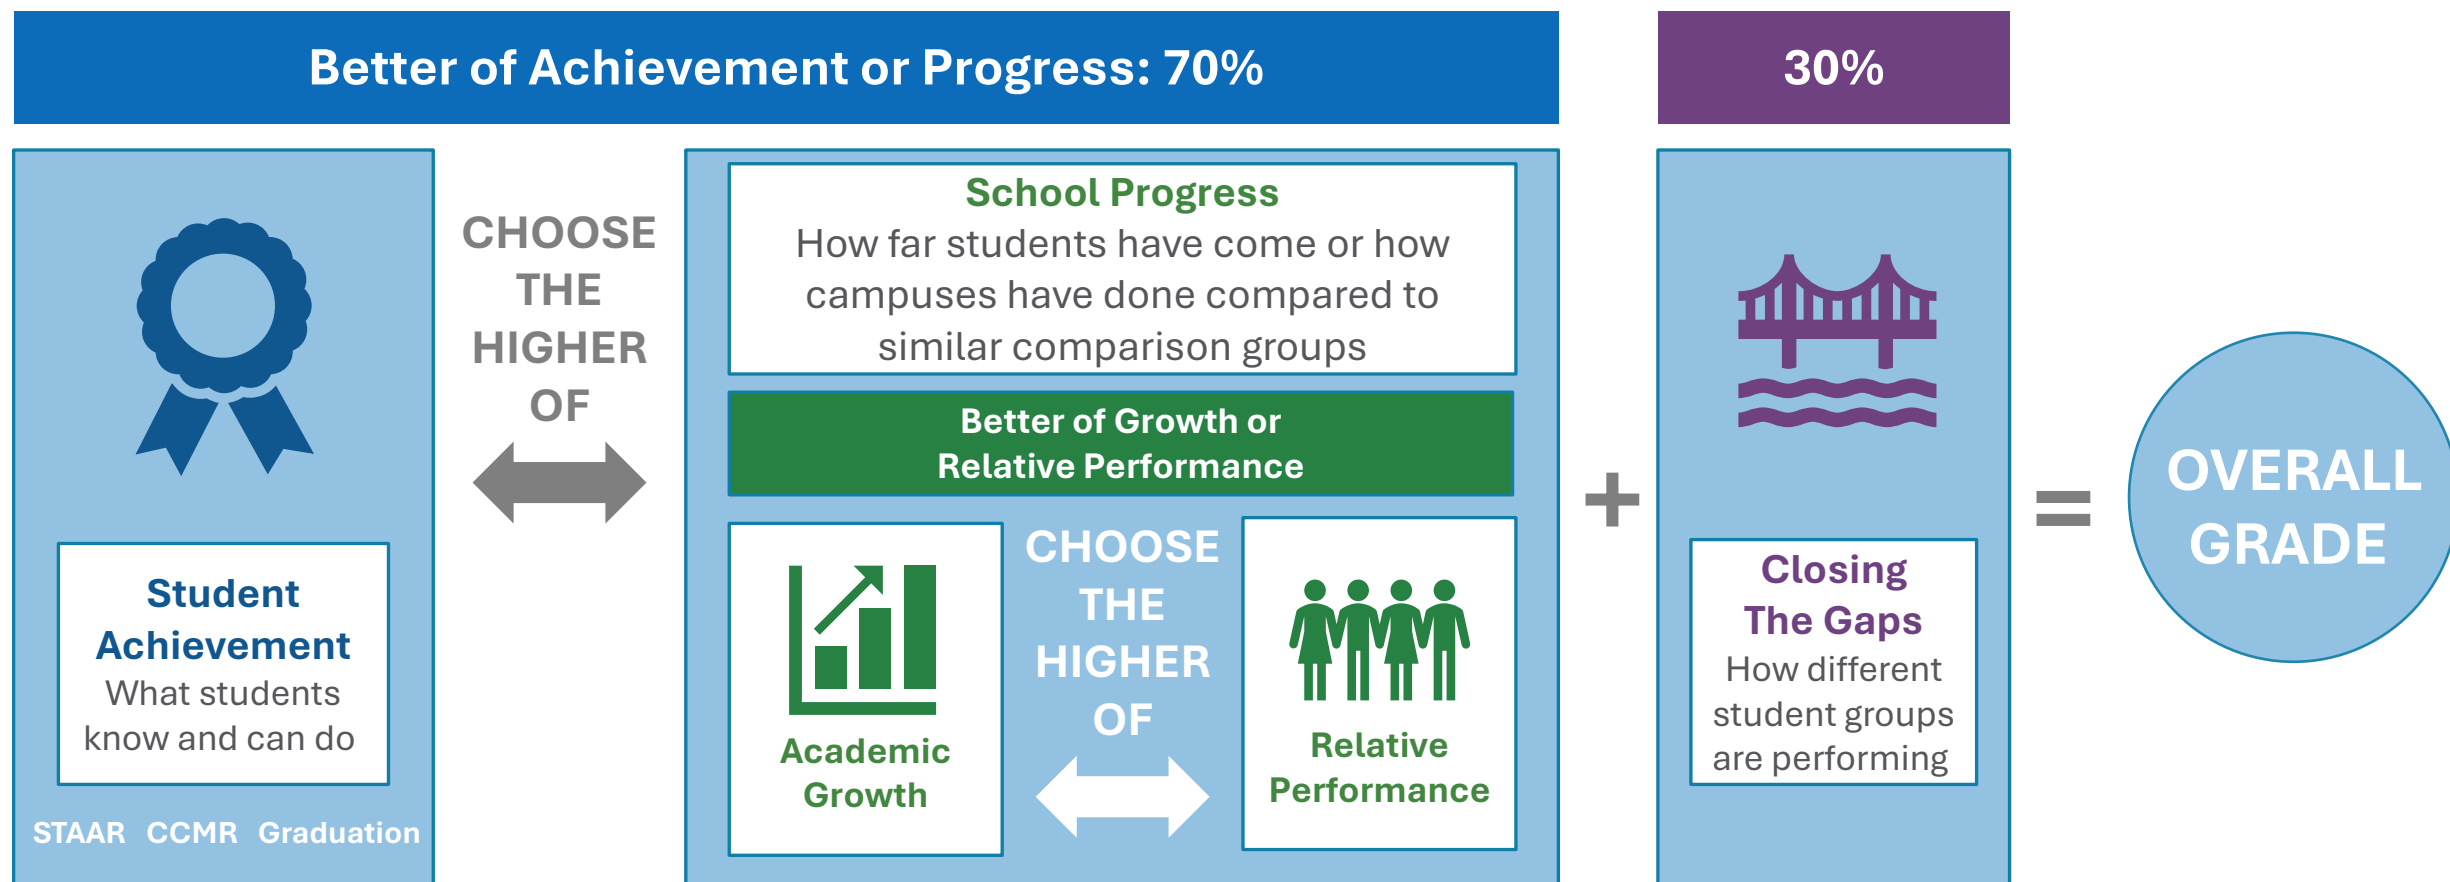 Better of Achievement or Progress: 70%
30%
Student
Achievement
What students
know and can do
STAAR CCMR Graduation
CHOOSE
THE
HIGHER
OF
School Progress
How far students have come or how
campuses have done compared to
similar comparison groups
Better of Growth or
Relative Performance
Academic
Growth
CHOOSE
THE
HIGHER
OF
Relative
Performance
+
Closing
The Gaps
How different
student groups
are performing
=
OVERALL
GRADE